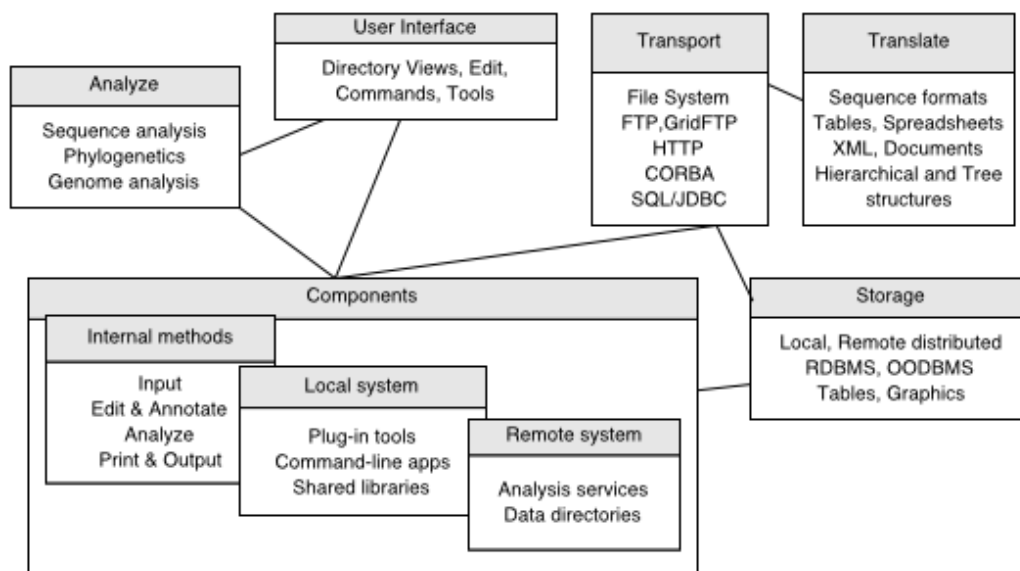 User Interface
Directory Views, Edit,
Commands, Tools
Transport
File System
FTP,GridFTP
HTTP
CORBA
SQL/JDBC
Translate
Sequence formats
Tables, Spreadsheets
XML, Documents
Hierarchical and Tree
structures
Analyze
Sequence analysis
Phylogenetics
Genome analysis
Components
Internal methods
Input
Edit & Annotate
Analyze
Print & Output
Local system
Plug-in tools
Command-line apps
Shared libraries
Remote system
Analysis services
Data directories
Storage
Local, Remote distributed
RDBMS, OODBMS
Tables, Graphics